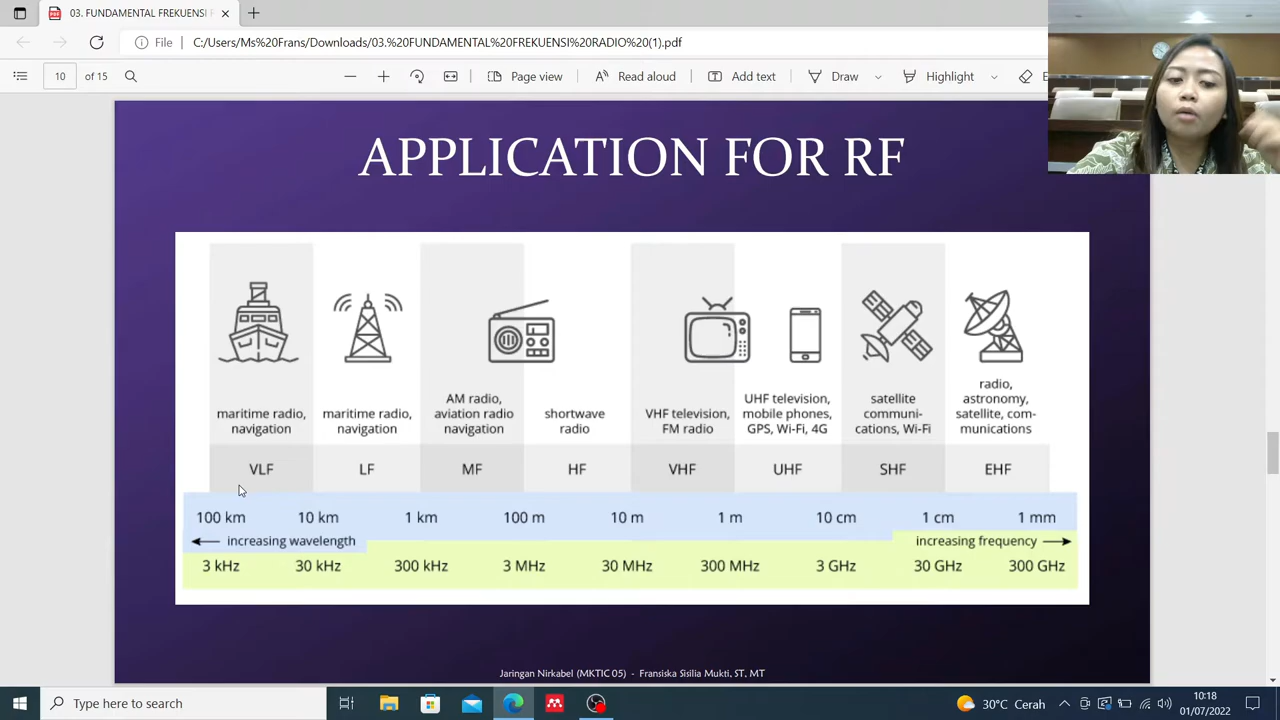 03. FUNDAMENTAL FREKUENSI
File
C:/Users/Ms%20Frans/Downloads/03.%20FUNDAMENTAL%20FREKUENSI%20RADIO%20(1).pdf
10 of 15
Page view
Read aloud
Add text
Draw
Highlight
APPLICATION FOR RF
maritime radio,
navigation
maritime radio,
navigation
AM radio,
aviation radio
navigation
shortwave
radio
VHF television,
FM radio
UHF television,
mobile phones,
GPS, Wi-Fi, 4G
satellite
communi-
cations, Wi-Fi
radio,
astronomy,
satellite, com-
munications
VLF LF MF HF VHF UHF SHF EHF
100 km 10 km 1 km 100 m 10 m 1 m 10 cm 1 cm 1 mm
increasing wavelength increasing frequency
3 kHz 30 kHz 300 kHz 3 MHz 30 MHz 300 MHz 3 GHz 30 GHz 300 GHz
Jaringan Nirkabel (MKTIC 05) - Fransiska Sisilia Mukti, ST, MT
Type here to search
30°C Cerah
10:18
01/07/2022